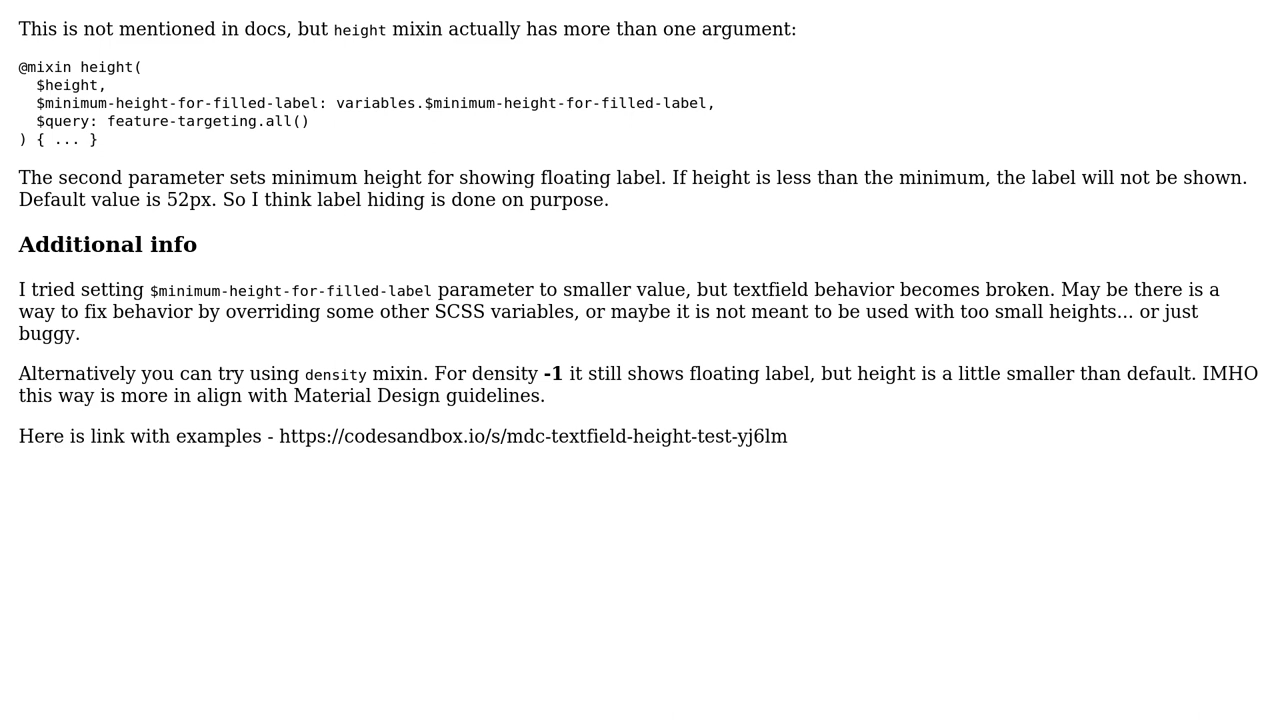 This is not mentioned in docs, but height mixin actually has more than one argument:
@mixin height(
  $height,
  $minimum-height-for-filled-label: variables.$minimum-height-for-filled-label,
  $query: feature-targeting.all()
) { ... }
The second parameter sets minimum height for showing floating label. If height is less than the minimum, the label will not be shown.
Default value is 52px. So I think label hiding is done on purpose.
Additional info
I tried setting $minimum-height-for-filled-label parameter to smaller value, but textfield behavior becomes broken. May be there is a
way to fix behavior by overriding some other SCSS variables, or maybe it is not meant to be used with too small heights... or just
buggy.
Alternatively you can try using density mixin. For density -1 it still shows floating label, but height is a little smaller than default. IMHO
this way is more in align with Material Design guidelines.
Here is link with examples - https://codesandbox.io/s/mdc-textfield-height-test-yj6lm